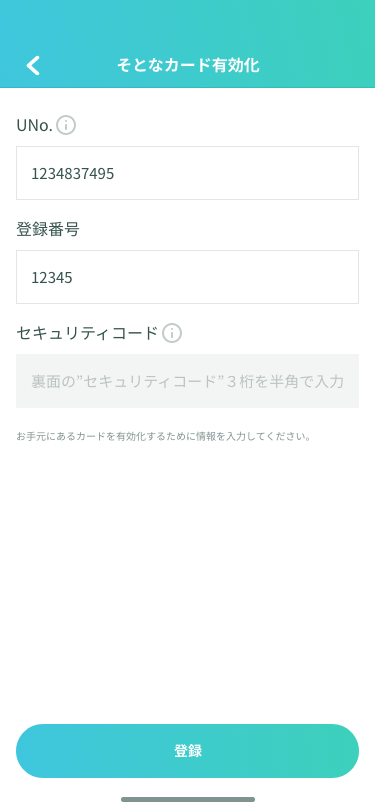 そとなカード有効化
UNo.
1234837495
登録番号
12345
セキュリティコード
裏面の”セキュリティコード”３桁を半角で入力
お手元にあるカードを有効化するために情報を入力してください。
登録